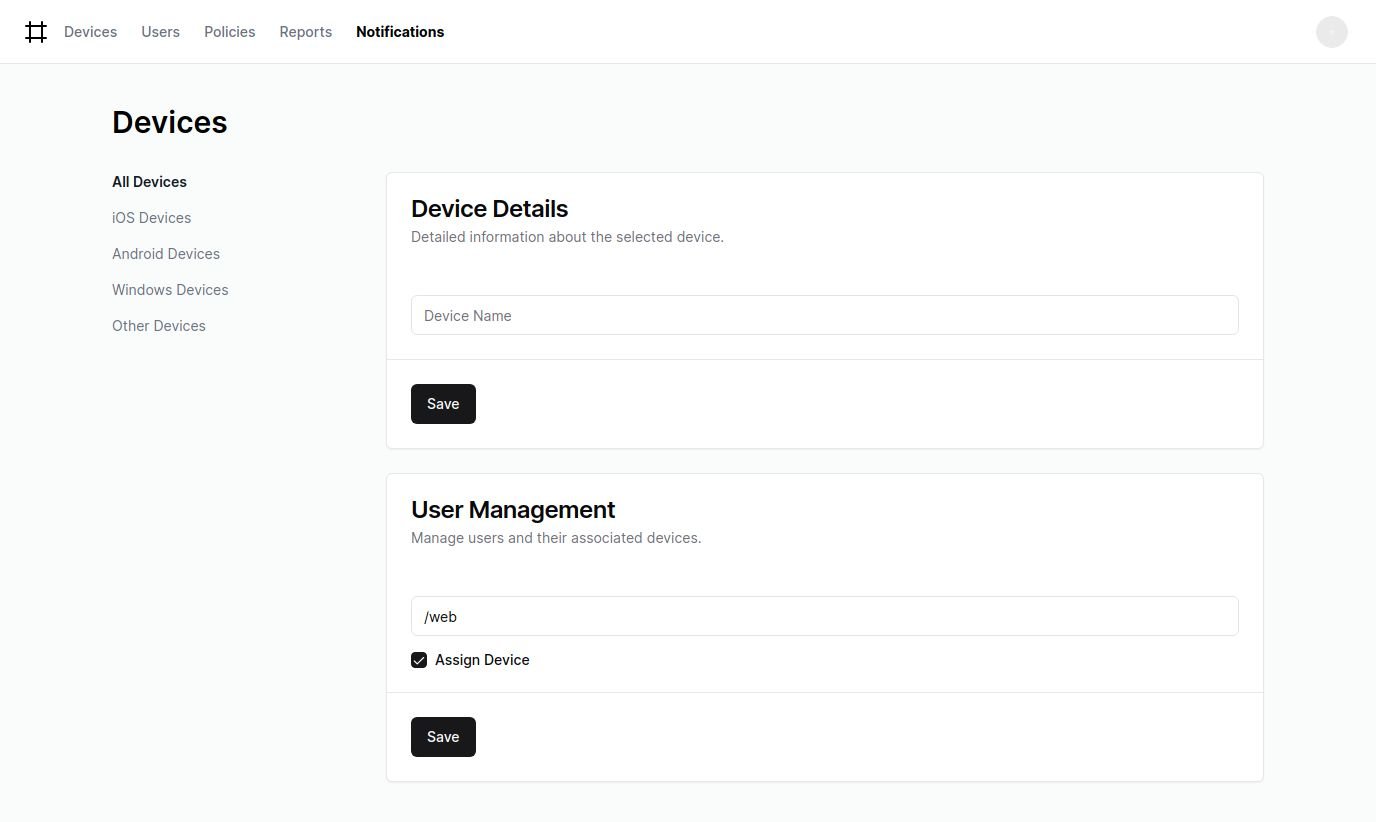 Devices Users Policies Reports Notifications
Devices
All Devices
iOS Devices
Android Devices
Windows Devices
Other Devices
Device Details
Detailed information about the selected device.
Device Name
Save
User Management
Manage users and their associated devices.
/web
Assign Device
Save